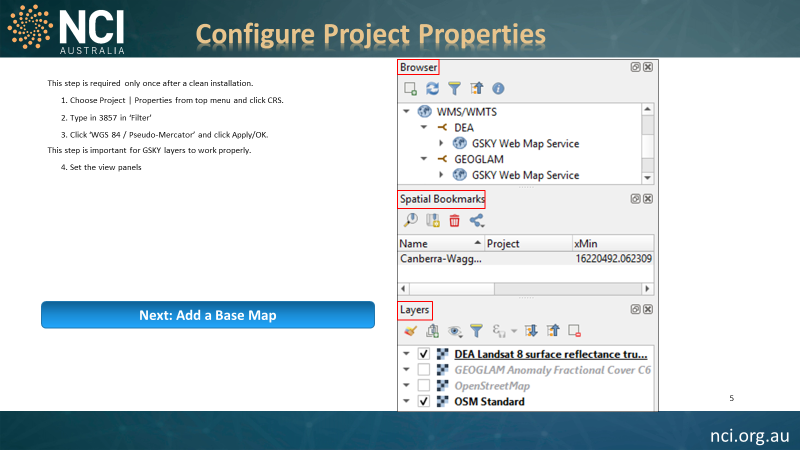 NCI
AUSTRALIA
Configure Project Properties
This step is required only once after a clean installation.
1. Choose Project | Properties from top menu and click CRS.
2. Type in 3857 in ‘Filter’
3. Click ‘WGS 84 / Pseudo-Mercator’ and click Apply/OK.
This step is important for GSKY layers to work properly.
4. Set the view panels
Next: Add a Base Map
Browser
WMS/WMTS
DEA
GSKY Web Map Service
GEOGLAM
GSKY Web Map Service
Spatial Bookmarks
Name Project xMin
Canberra-Wagg... 16220492.062309
Layers
DEA Landsat 8 surface reflectance tru...
GEOGLAM Anomaly Fractional Cover C6
OpenStreetMap
OSM Standard
5
nci.org.au